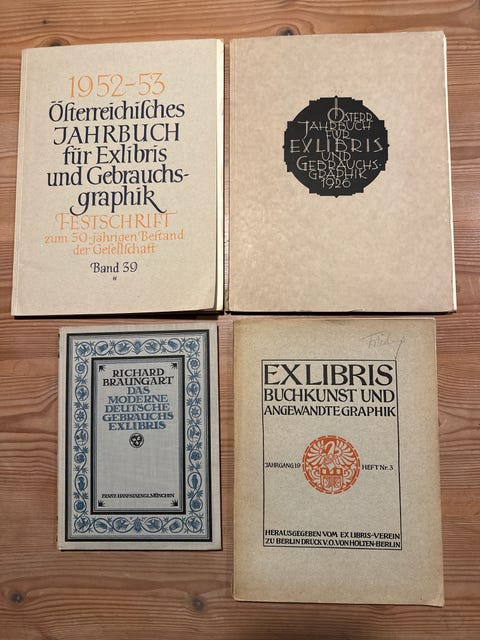 1952-53
Öſterreichiſches
JAHRBUCH
für Exlibris
und Gebrauchs-
graphik
FESTSCHRIFT
zum 50-jährigen Beſtand
der Geſellſchaft
Band 39
ÖSTERR.
JAHRBUCH
FÜR
EXLIBRIS
UND
GEBRAUCHS-
GRAPHIK
1926
RICHARD
BRAUNGART
DAS
MODERNE
DEUTSCHE
GEBRAUCHS
EXLIBRIS
FRANZ HANFSTAENGL, MÜNCHEN
EXLIBRIS
BUCHKUNST UND
ANGEWANDTE GRAPHIK
JAHRGANG 19 HEFT Nr. 3
HERAUSGEGEBEN VOM EX LIBRIS-VEREIN
ZU BERLIN DRUCK V. O. VON HOLTEN-BERLIN